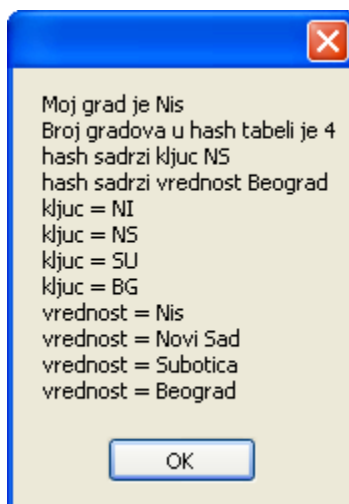 Moj grad je Nis
Broj gradova u hash tabeli je 4
hash sadrzi kljuc NS
hash sadrzi vrednost Beograd
kljuc = NI
kljuc = NS
kljuc = SU
kljuc = BG
vrednost = Nis
vrednost = Novi Sad
vrednost = Subotica
vrednost = Beograd
OK